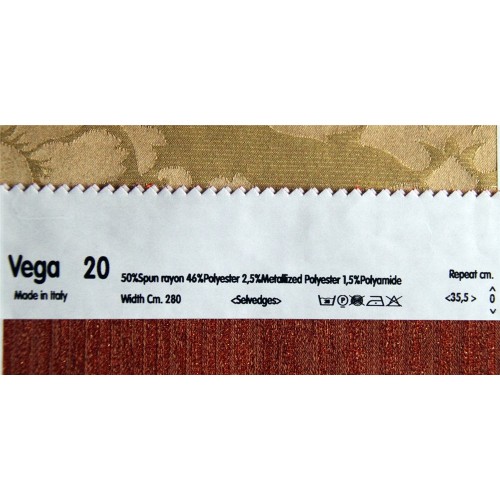 Vega 20
50%Spun rayon 46%Polyester 2,5%Metallized Polyester 1,5%Polyamide
Repeat cm.
Made in Italy
Width Cm. 280
<Selvedges>
<35,5>
0